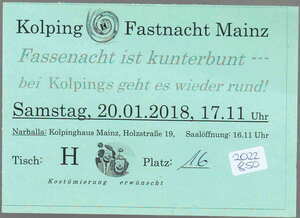 Kolping Fastnacht Mainz
Fassenacht ist kunterbunt ---
bei Kolpings geht es wieder rund!
Samstag, 20.01.2018, 17.11 Uhr
Narhalla: Kolpinghaus Mainz, Holzstraße 19, Saalöffnung: 16.11 Uhr
Tisch: H Platz: 16
2022
850
Kostümierung erwünscht